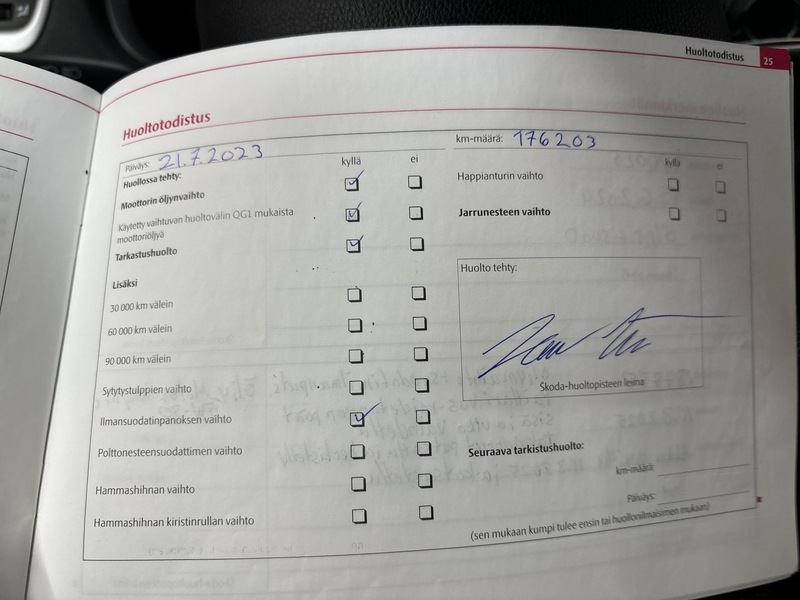 Huoltotodistus 25
Huoltotodistus
Päiväys: 21.7.2023
km-määrä: 176203
Huollossa tehty: kyllä ei
Moottorin öljynvaihto
Käytetty vaihtuvan huoltovälin QG1 mukaista
moottoriöljyä
Tarkastushuolto
Lisäksi
30 000 km välein
60 000 km välein
90 000 km välein
Sytytystulppien vaihto
Ilmansuodatinpanoksen vaihto
Polttonesteensuodattimen vaihto
Hammashihnan vaihto
Hammashihnan kiristinrullan vaihto
kyllä ei
Happianturin vaihto
Jarrunesteen vaihto
Huolto tehty:
Škoda-huoltopisteen leima
Seuraava tarkistushuolto:
km-määrä:
Päiväys:
(sen mukaan kumpi tulee ensin tai huollonilmaisimen mukaan)